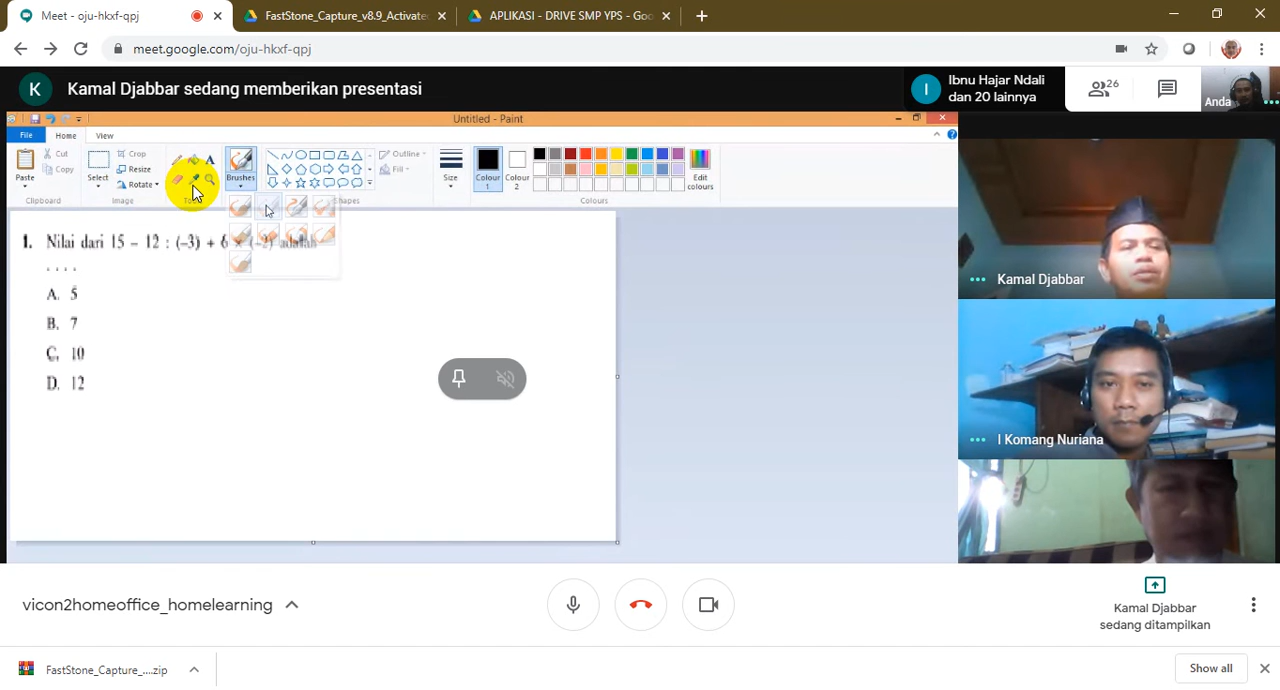 Meet - oju-hkxf-qpj
FastStone_Capture_v8.9_Activate
APLIKASI - DRIVE SMP YPS - Goo
meet.google.com/oju-hkxf-qpj
K
Kamal Djabbar sedang memberikan presentasi
I
Ibnu Hajar Ndali
dan 20 lainnya
26
Anda
Untitled - Paint
File Home View
Paste
Cut
Copy
Clipboard
Select
Crop
Resize
Rotate
Image
A
Brushes
Outline
Fill
Shapes
Size
Colour
1
Colour
2
Edit
colours
Colours
1. Nilai dari 15 – 12 : (–3) + 6 × (–2) adalah
. . . .
A. 5
B. 7
C. 10
D. 12
Kamal Djabbar
I Komang Nuriana
vicon2homeoffice_homelearning
Kamal Djabbar
sedang ditampilkan
FastStone_Capture_....zip
Show all